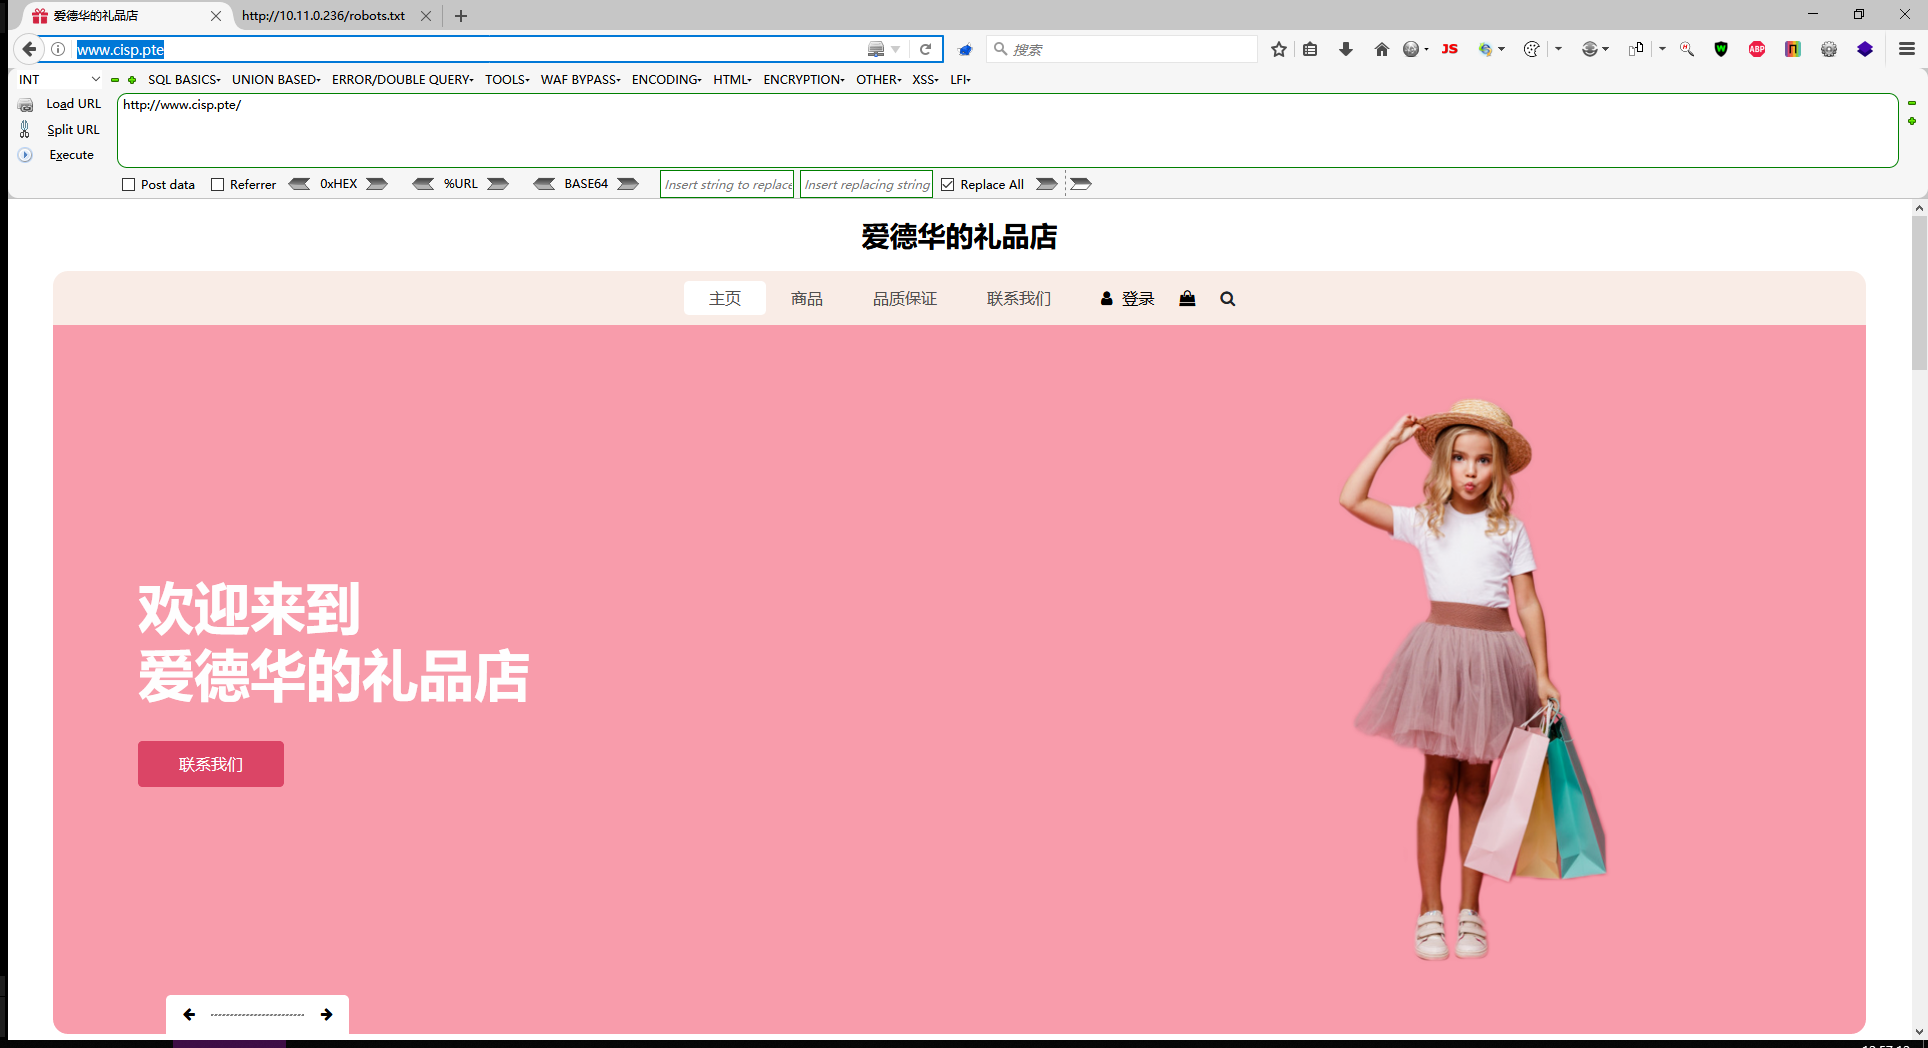 爱德华的礼品店
http://10.11.0.236/robots.txt
www.cisp.pte
搜索
JS
ABP
INT
SQL BASICS
UNION BASED
ERROR/DOUBLE QUERY
TOOLS
WAF BYPASS
ENCODING
HTML
ENCRYPTION
OTHER
XSS
LFI
Load URL
http://www.cisp.pte/
Split URL
Execute
Post data
Referrer
0xHEX
%URL
BASE64
Insert string to replace
Insert replacing string
Replace All
爱德华的礼品店
主页
商品
品质保证
联系我们
登录
欢迎来到
爱德华的礼品店
联系我们